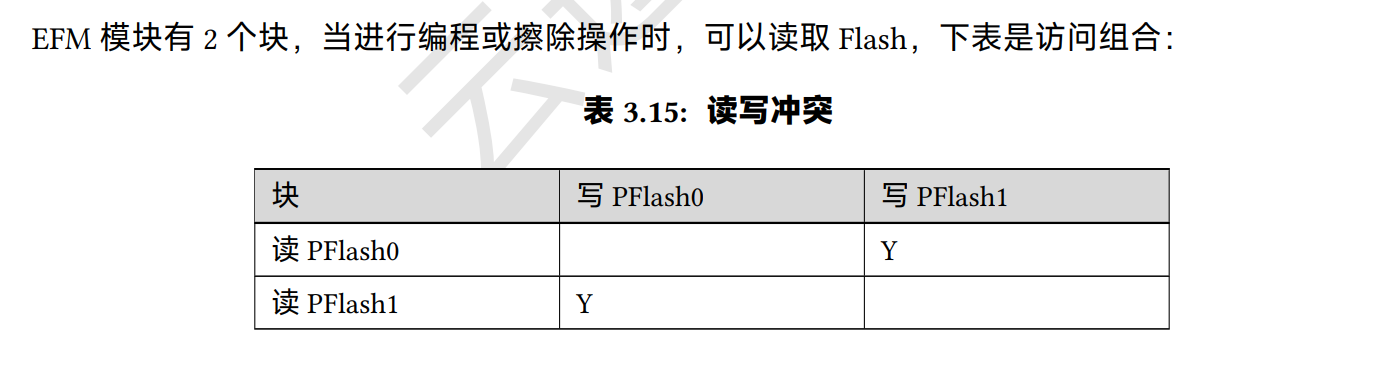 EFM 模块有 2 个块，当进行编程或擦除操作时，可以读取 Flash，下表是访问组合：
表 3.15: 读写冲突
块 写 PFlash0 写 PFlash1
读 PFlash0 Y
读 PFlash1 Y